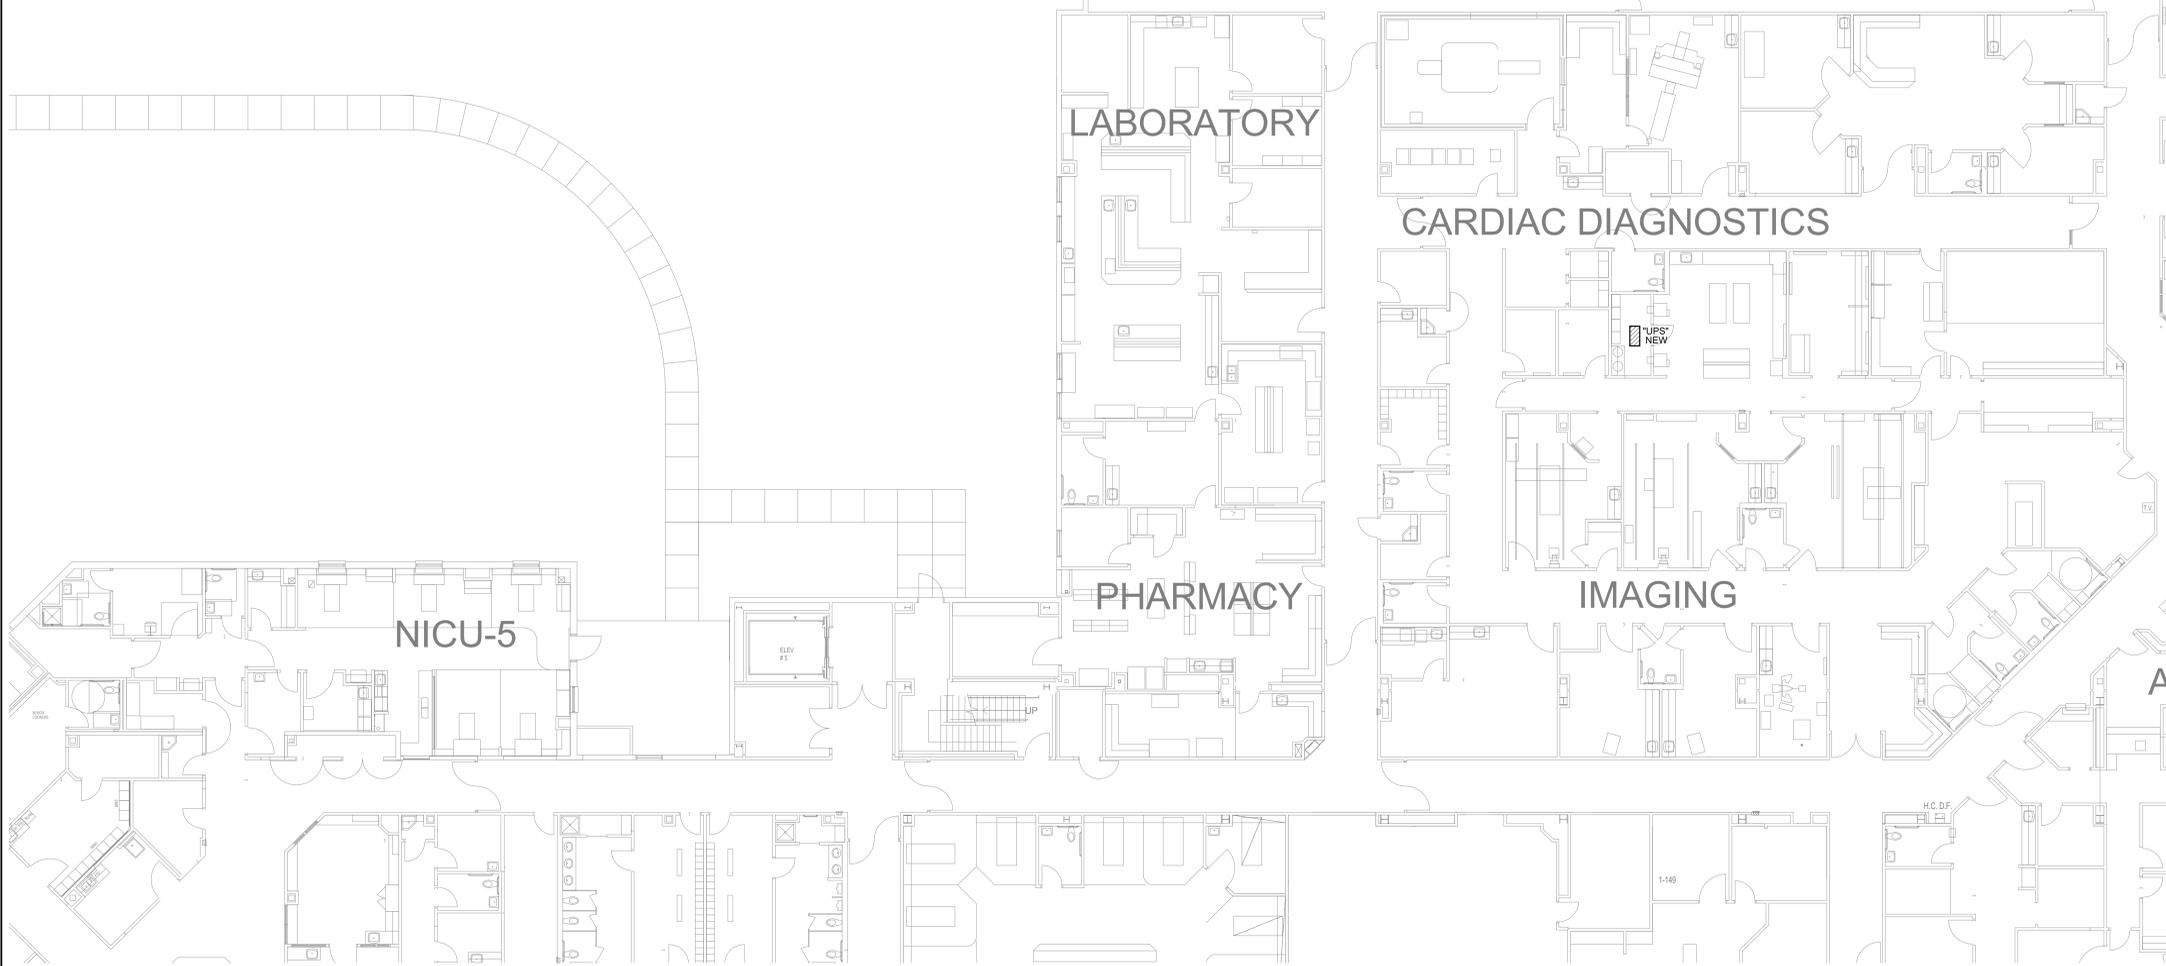 LABORATORY
CARDIAC DIAGNOSTICS
"UPS"
NEW
T.V.
PHARMACY
IMAGING
NICU-5
ELEV
# 5
UP
A
H.C. D.F.
1-149